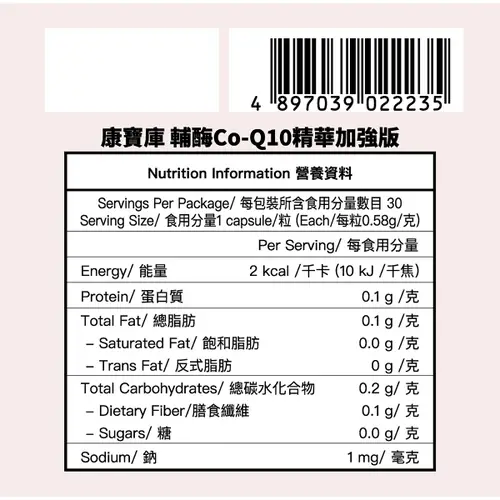 4 897039 022235
康寶庫 輔酶Co-Q10精華加強版
Nutrition Information 營養資料
Servings Per Package/ 每包裝所含食用分量數目 30
Serving Size/ 食用分量1 capsule/粒 (Each/每粒0.58g/克)
Per Serving/ 每食用分量
Energy/ 能量 2 kcal /千卡 (10 kJ /千焦)
Protein/ 蛋白質 0.1 g /克
Total Fat/ 總脂肪 0.1 g /克
– Saturated Fat/ 飽和脂肪 0.0 g /克
– Trans Fat/ 反式脂肪 0 g /克
Total Carbohydrates/ 總碳水化合物 0.2 g/ 克
– Dietary Fiber/膳食纖維 0.1 g/ 克
– Sugars/ 糖 0.0 g/ 克
Sodium/ 鈉 1 mg/ 毫克